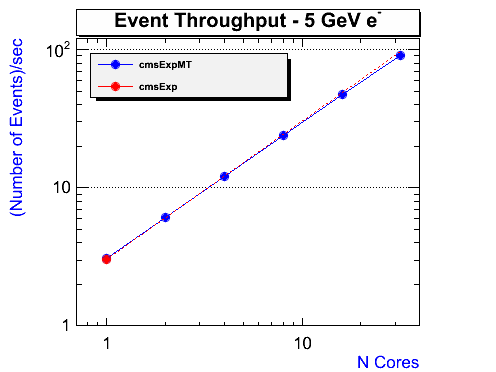 Event Throughput - 5 GeV e-
(Number of Events)/sec
10²
cmsExpMT
cmsExp
10
1
1 10
N Cores